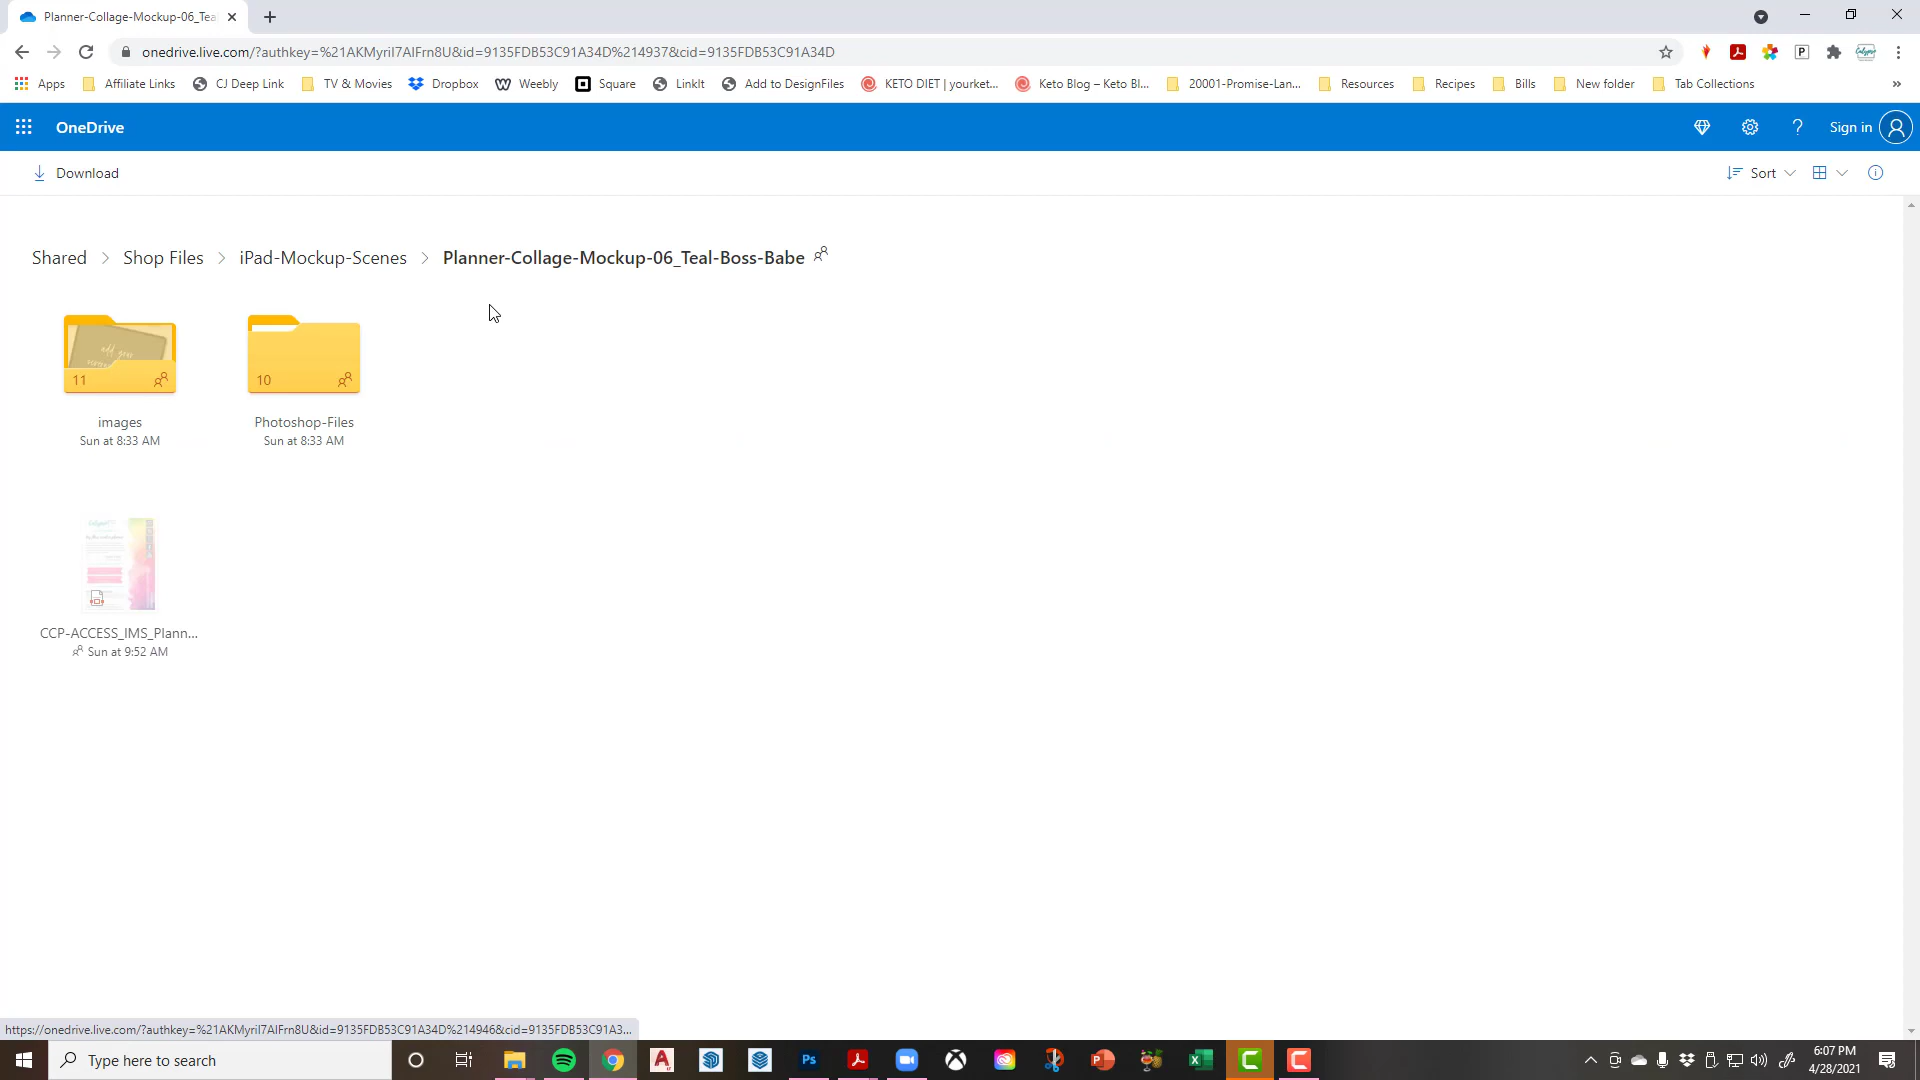 Planner-Collage-Mockup-06_Tea
onedrive.live.com/?authkey=%21AKMyriI7AIFrn8U&id=9135FDB53C91A34D%214937&cid=9135FDB53C91A34D
Apps Affiliate Links CJ Deep Link TV & Movies Dropbox Weebly Square LinkIt Add to DesignFiles KETO DIET | yourket... Keto Blog – Keto Bl... 20001-Promise-Lan... Resources Recipes Bills New folder Tab Collections »
OneDrive ? Sign in
Download Sort
Shared > Shop Files > iPad-Mockup-Scenes > Planner-Collage-Mockup-06_Teal-Boss-Babe
add your
11 10
images Photoshop-Files
Sun at 8:33 AM Sun at 8:33 AM
CCP-ACCESS_IMS_Plann...
Sun at 9:52 AM
https://onedrive.live.com/?authkey=%21AKMyriI7AIFrn8U&id=9135FDB53C91A34D%214946&cid=9135FDB53C91A3...
Type here to search Ps
6:07 PM
4/28/2021